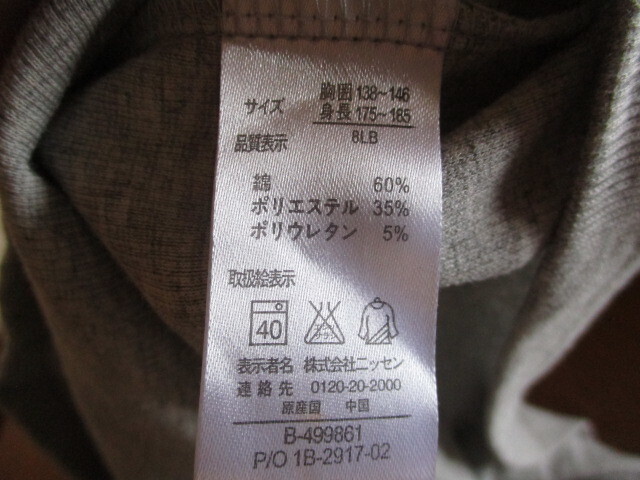 サイズ 胸囲 138~146
身長 175~185
8LB
品質表示
綿 60%
ポリエステル 35%
ポリウレタン 5%
取扱絵表示
40
表示者名 株式会社ニッセン
連絡先 0120-20-2000
原産国 中国
B-499861
P/O 1B-2917-02